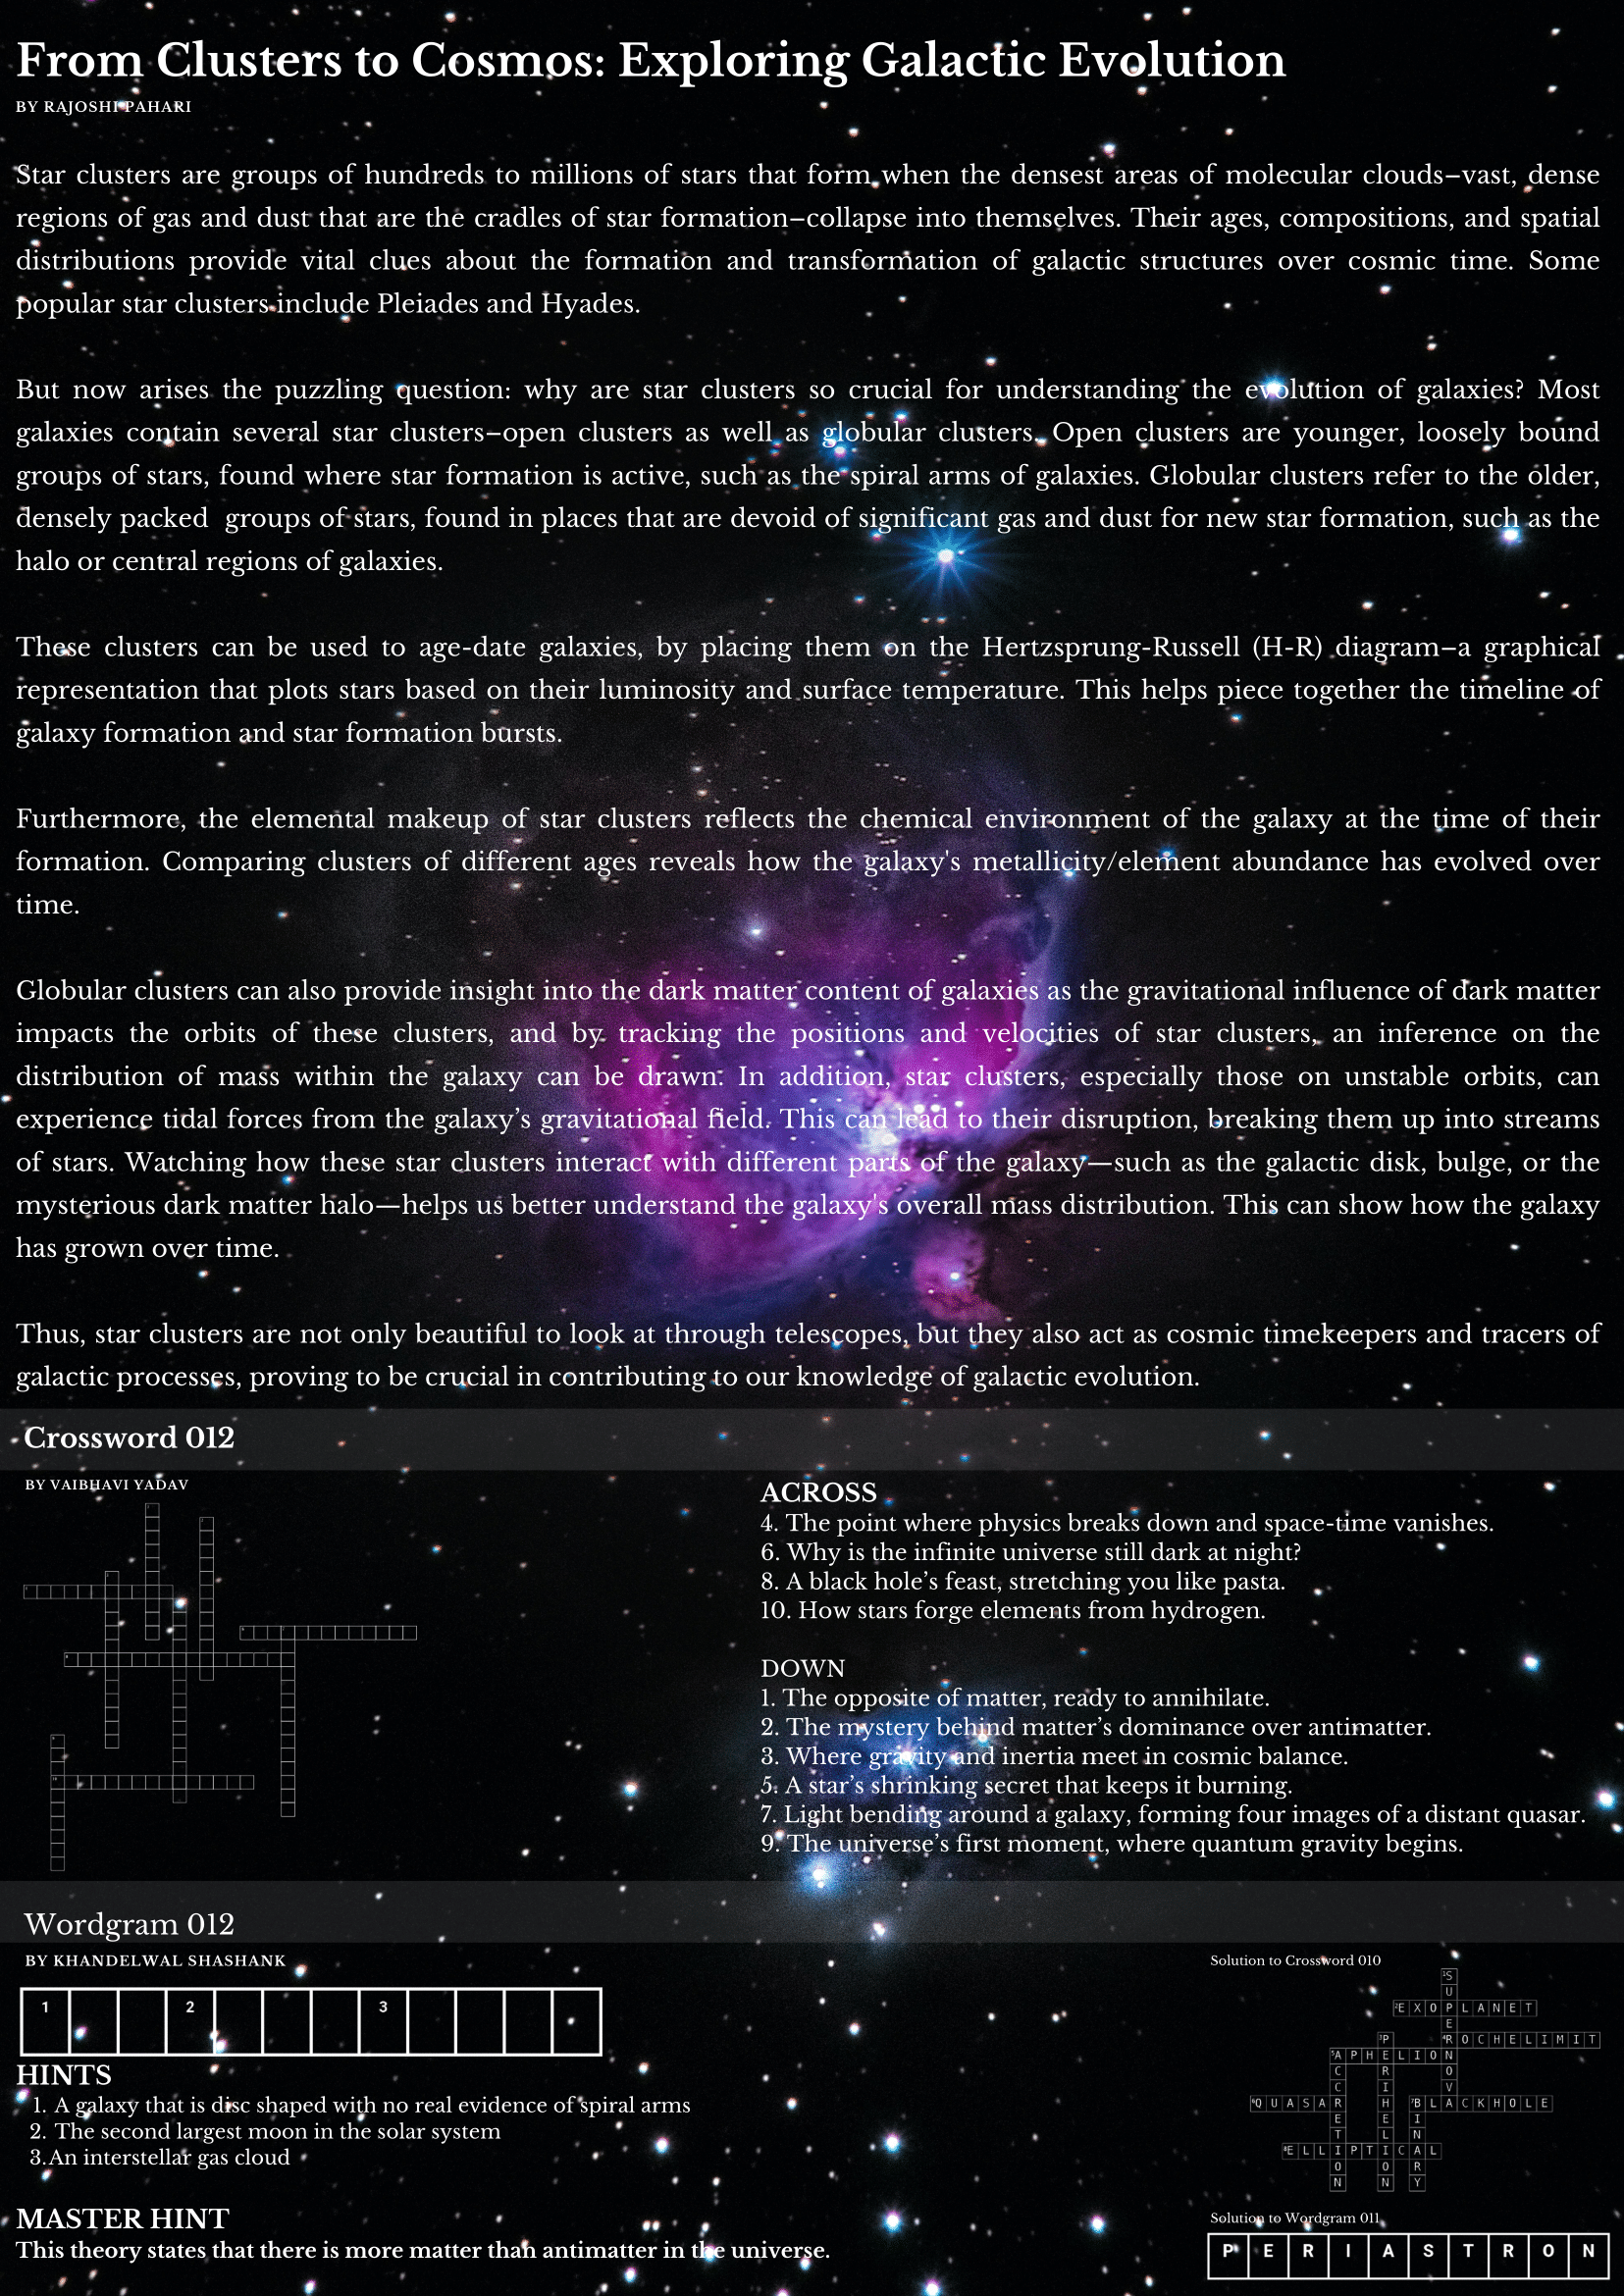 From Clusters to Cosmos: Exploring Galactic Evolution
BY RAJOSHI PAHARI
Star clusters are groups of hundreds to millions of stars that form when the densest areas of molecular clouds–vast, dense
regions of gas and dust that are the cradles of star formation–collapse into themselves. Their ages, compositions, and spatial
distributions provide vital clues about the formation and transformation of galactic structures over cosmic time. Some
popular star clusters include Pleiades and Hyades.
But now arises the puzzling question: why are star clusters so crucial for understanding the evolution of galaxies? Most
galaxies contain several star clusters–open clusters as well as globular clusters. Open clusters are younger, loosely bound
groups of stars, found where star formation is active, such as the spiral arms of galaxies. Globular clusters refer to the older,
densely packed groups of stars, found in places that are devoid of significant gas and dust for new star formation, such as the
halo or central regions of galaxies.
These clusters can be used to age-date galaxies, by placing them on the Hertzsprung-Russell (H-R) diagram–a graphical
representation that plots stars based on their luminosity and surface temperature. This helps piece together the timeline of
galaxy formation and star formation bursts.
Furthermore, the elemental makeup of star clusters reflects the chemical environment of the galaxy at the time of their
formation. Comparing clusters of different ages reveals how the galaxy's metallicity/element abundance has evolved over
time.
Globular clusters can also provide insight into the dark matter content of galaxies as the gravitational influence of dark matter
impacts the orbits of these clusters, and by tracking the positions and velocities of star clusters, an inference on the
distribution of mass within the galaxy can be drawn. In addition, star clusters, especially those on unstable orbits, can
experience tidal forces from the galaxy’s gravitational field. This can lead to their disruption, breaking them up into streams
of stars. Watching how these star clusters interact with different parts of the galaxy—such as the galactic disk, bulge, or the
mysterious dark matter halo—helps us better understand the galaxy's overall mass distribution. This can show how the galaxy
has grown over time.
Thus, star clusters are not only beautiful to look at through telescopes, but they also act as cosmic timekeepers and tracers of
galactic processes, proving to be crucial in contributing to our knowledge of galactic evolution.
Crossword 012
BY VAIBHAVI YADAV
ACROSS
4. The point where physics breaks down and space-time vanishes.
6. Why is the infinite universe still dark at night?
8. A black hole’s feast, stretching you like pasta.
10. How stars forge elements from hydrogen.
DOWN
1. The opposite of matter, ready to annihilate.
2. The mystery behind matter’s dominance over antimatter.
3. Where gravity and inertia meet in cosmic balance.
5. A star’s shrinking secret that keeps it burning.
7. Light bending around a galaxy, forming four images of a distant quasar.
9. The universe’s first moment, where quantum gravity begins.
Wordgram 012
BY KHANDELWAL SHASHANK
1 2 3
HINTS
1. A galaxy that is disc shaped with no real evidence of spiral arms
2. The second largest moon in the solar system
3. An interstellar gas cloud
MASTER HINT
This theory states that there is more matter than antimatter in the universe.
Solution to Crossword 010
SUPERNOVA
EXOPLANET
ROCHELIMIT
PERIHELION
APHELION
ACCRETION
QUASAR
BLACKHOLE
BINARY
ELLIPTICAL
Solution to Wordgram 011
P E R I A S T R O N